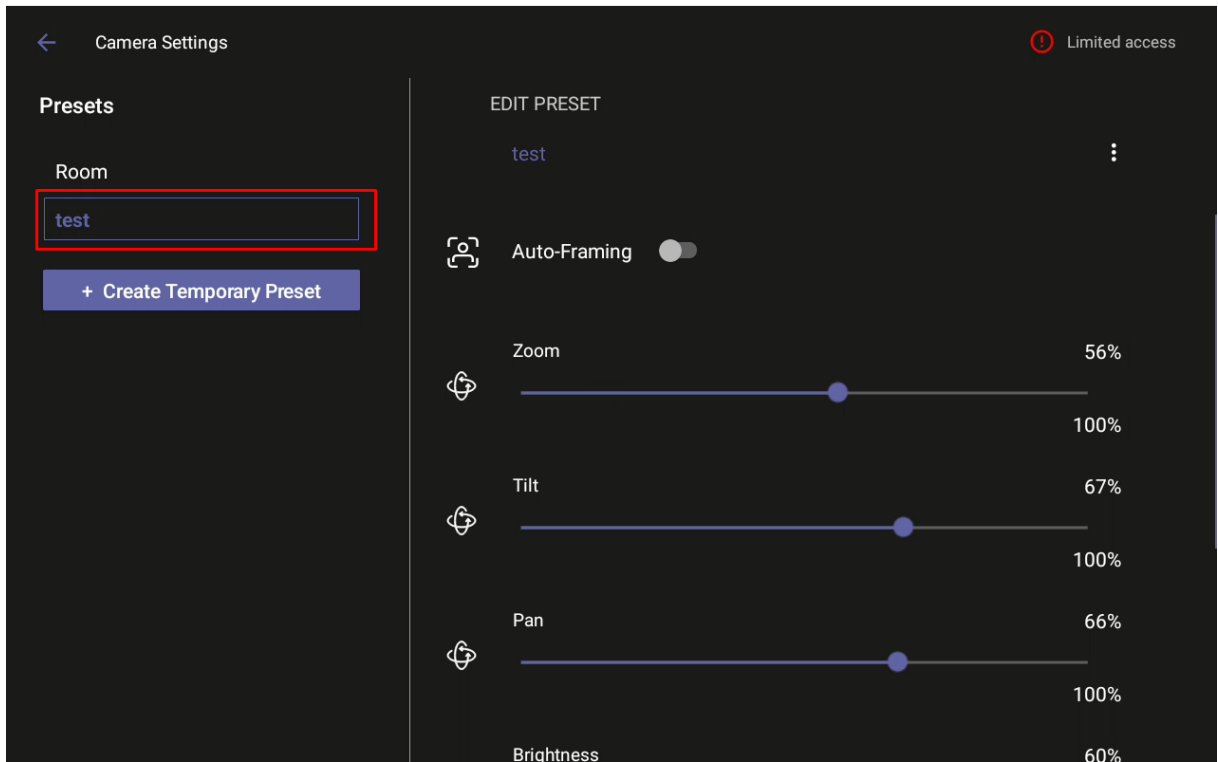 Camera Settings
Limited access
Presets
Room
test
+ Create Temporary Preset
EDIT PRESET
test
Auto-Framing
Zoom
56%
100%
Tilt
67%
100%
Pan
66%
100%
Brightness
60%